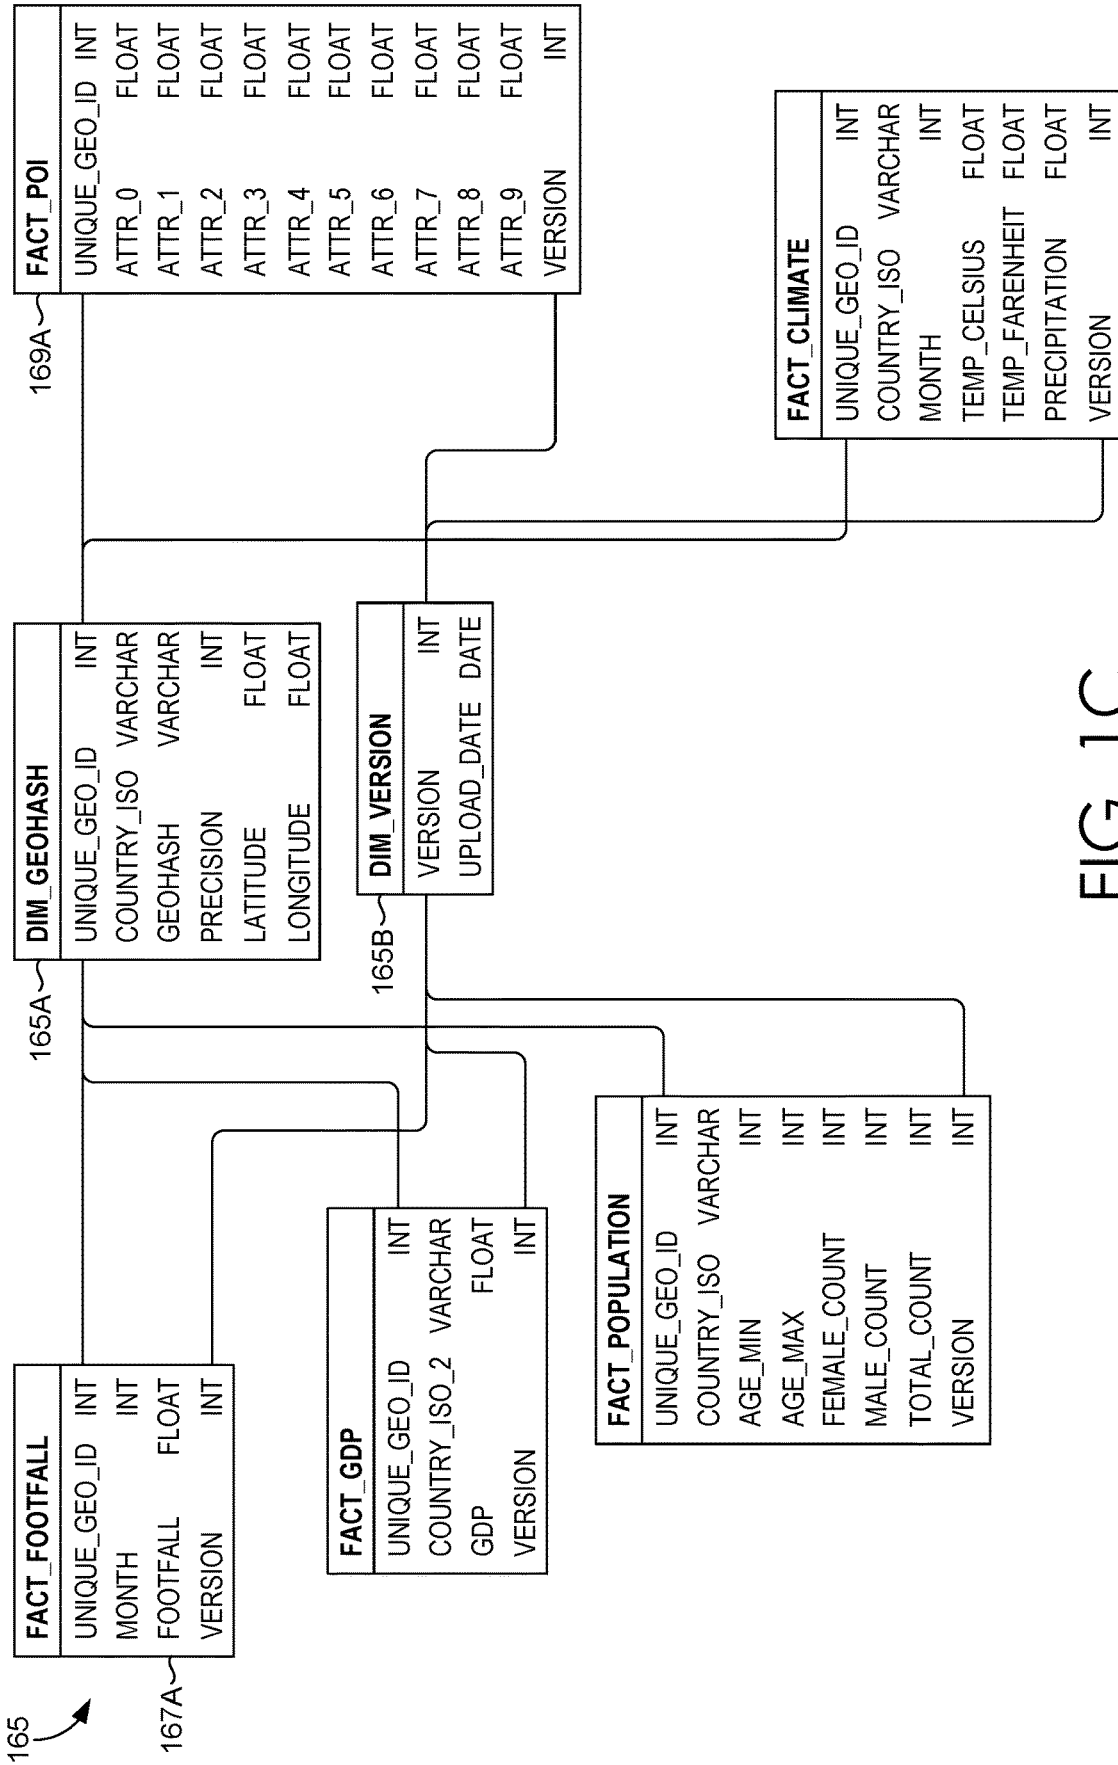 165
FACT_FOOTFALL
UNIQUE_GEO_ID INT
MONTH INT
FOOTFALL FLOAT
VERSION INT
167A
165A
DIM_GEOHASH
UNIQUE_GEO_ID INT
COUNTRY_ISO VARCHAR
GEOHASH VARCHAR
PRECISION INT
LATITUDE FLOAT
LONGITUDE FLOAT
169A
FACT_POI
UNIQUE_GEO_ID INT
ATTR_0 FLOAT
ATTR_1 FLOAT
ATTR_2 FLOAT
ATTR_3 FLOAT
ATTR_4 FLOAT
ATTR_5 FLOAT
ATTR_6 FLOAT
ATTR_7 FLOAT
ATTR_8 FLOAT
ATTR_9 FLOAT
VERSION INT
FACT_GDP
UNIQUE_GEO_ID INT
COUNTRY_ISO_2 VARCHAR
GDP FLOAT
VERSION INT
165B
DIM_VERSION
VERSION INT
UPLOAD_DATE DATE
FACT_POPULATION
UNIQUE_GEO_ID INT
COUNTRY_ISO VARCHAR
AGE_MIN INT
AGE_MAX INT
FEMALE_COUNT INT
MALE_COUNT INT
TOTAL_COUNT INT
VERSION INT
FACT_CLIMATE
UNIQUE_GEO_ID INT
COUNTRY_ISO VARCHAR
MONTH INT
TEMP_CELSIUS FLOAT
TEMP_FARENHEIT FLOAT
PRECIPITATION FLOAT
VERSION INT
FIG. 1C